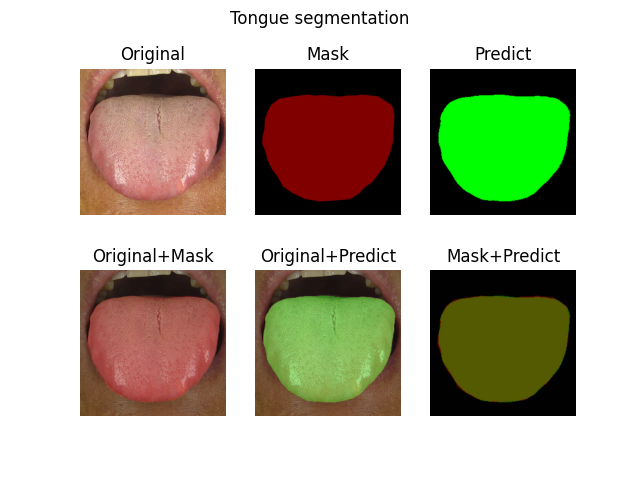 Tongue segmentation
Original
Mask
Predict
Original+Mask
Original+Predict
Mask+Predict